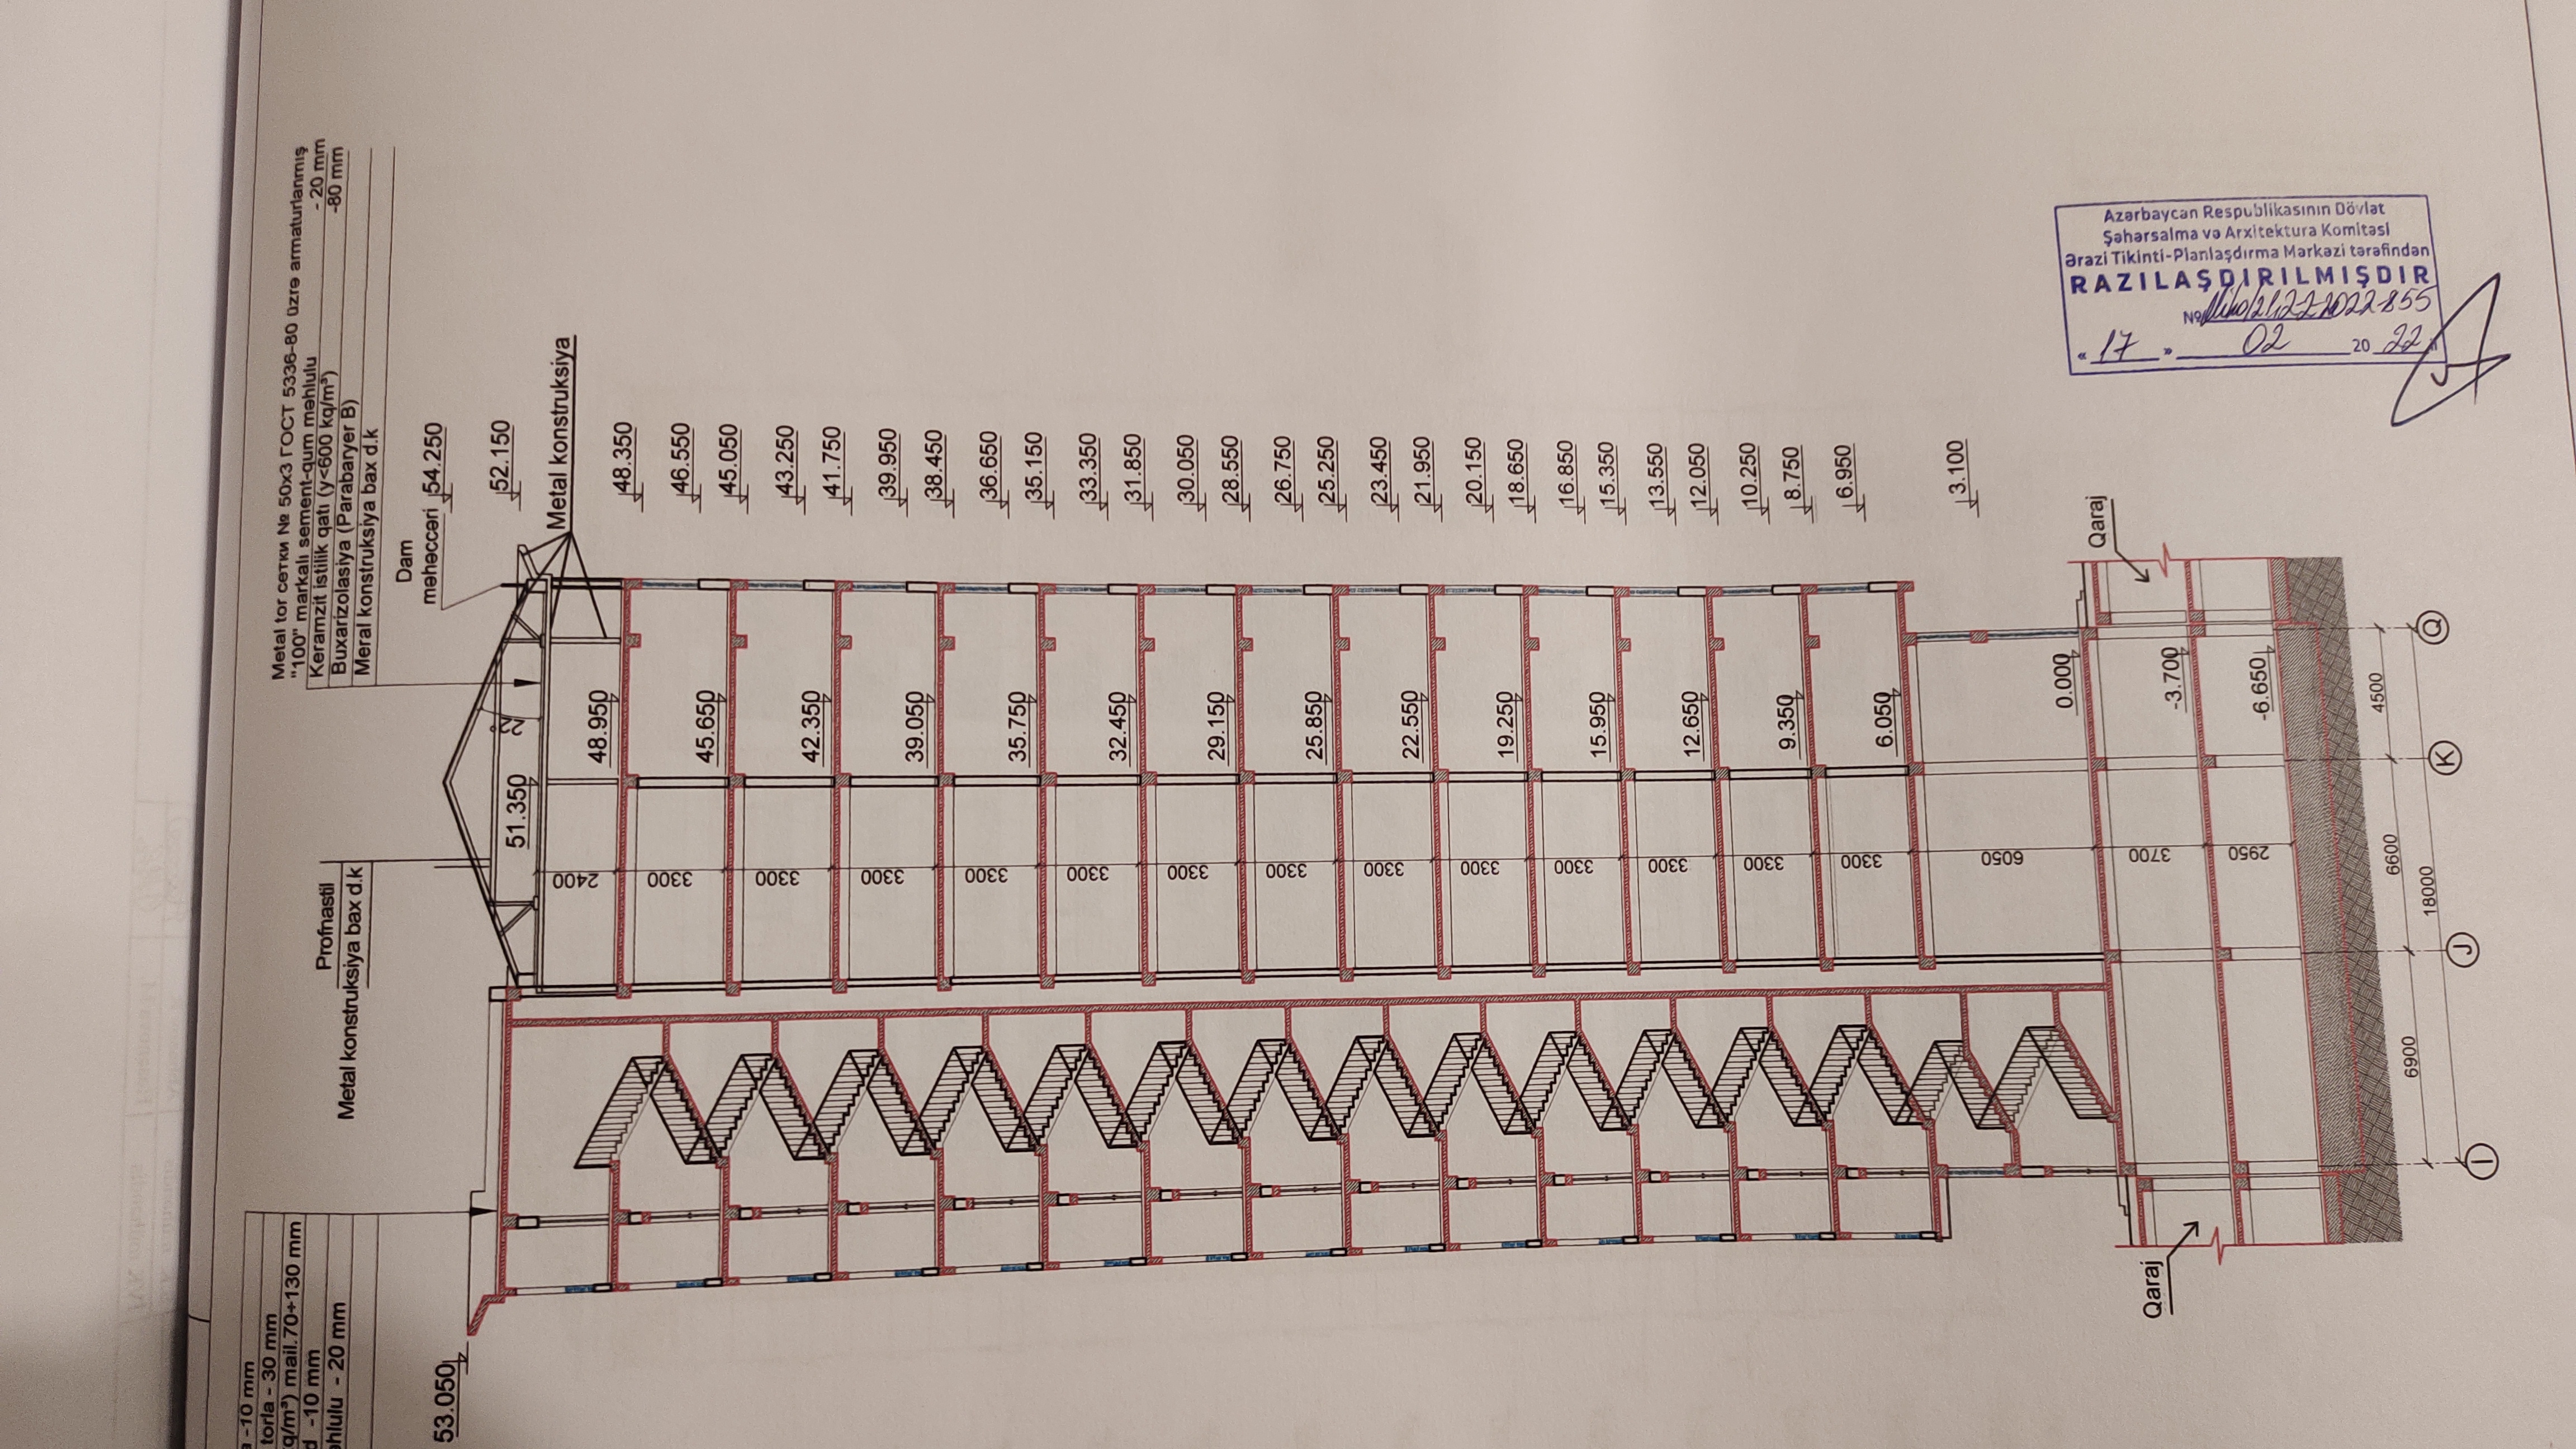 -10 mm
torla - 30 mm
q/m³) mail.70÷130 mm
-10 mm
- 20 mm
Profnastil
Metal konstruksiya bax d.k
Metal tor сетки № 50x3 ГОСТ 5336-80 üzrə armaturlanmış
"100" markalı sement-qum məhlulu - 20 mm
Keramzit istilik qatı (y<600 kq/m³) -80 mm
Buxarizolasiya (Parabaryer B)
Meral konstruksiya bax d.k
Dam
məhəccəri 54.250
53.050
52.150
51.350
22°
Metal konstruksiya
2400
48.950
48.350
3300
46.550
45.650
45.050
3300
43.250
42.350
41.750
3300
39.950
39.050
38.450
3300
36.650
35.750
35.150
3300
33.350
32.450
31.850
3300
30.050
29.150
28.550
3300
26.750
25.850
25.250
3300
23.450
22.550
21.950
3300
20.150
19.250
18.650
3300
16.850
15.950
15.350
3300
13.550
12.650
12.050
3300
10.250
9.350
8.750
3300
6.950
6.050
3.100
6050
0.000
Qaraj
Qaraj
3700
-3.700
2950
-6.650
6900
6600
4500
18000
I
J
K
Q
Azərbaycan Respublikasının Dövlət
Şəhərsalma və Arxitektura Komitəsi
Ərazi Tikinti-Planlaşdırma Mərkəzi tərəfindən
RAZILAŞDIRILMIŞDIR
№
« 17 » 02 20 22